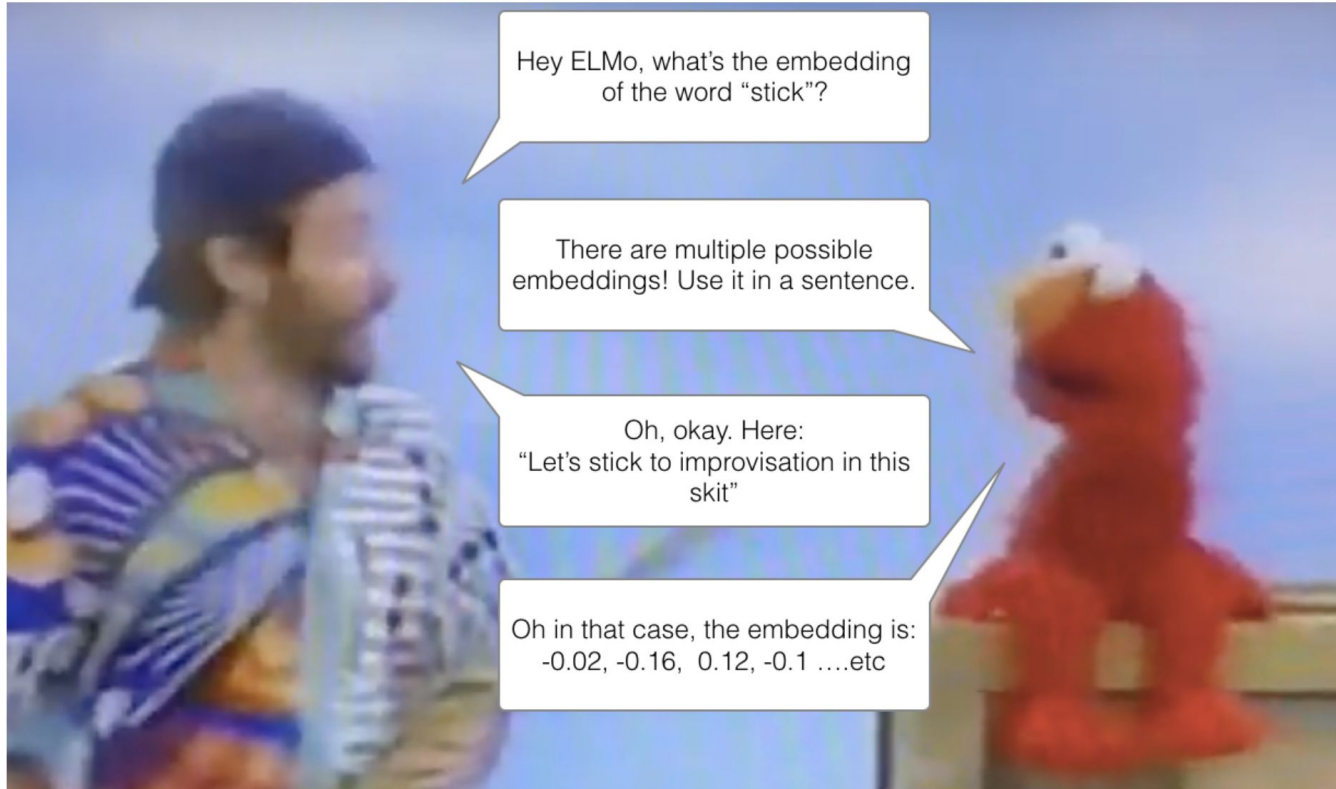 Hey ELMo, what's the embedding
of the word “stick”?
There are multiple possible
embeddings! Use it in a sentence.
Oh, okay. Here:
“Let's stick to improvisation in this
skit”
Oh in that case, the embedding is:
-0.02, -0.16,  0.12, -0.1 ….etc